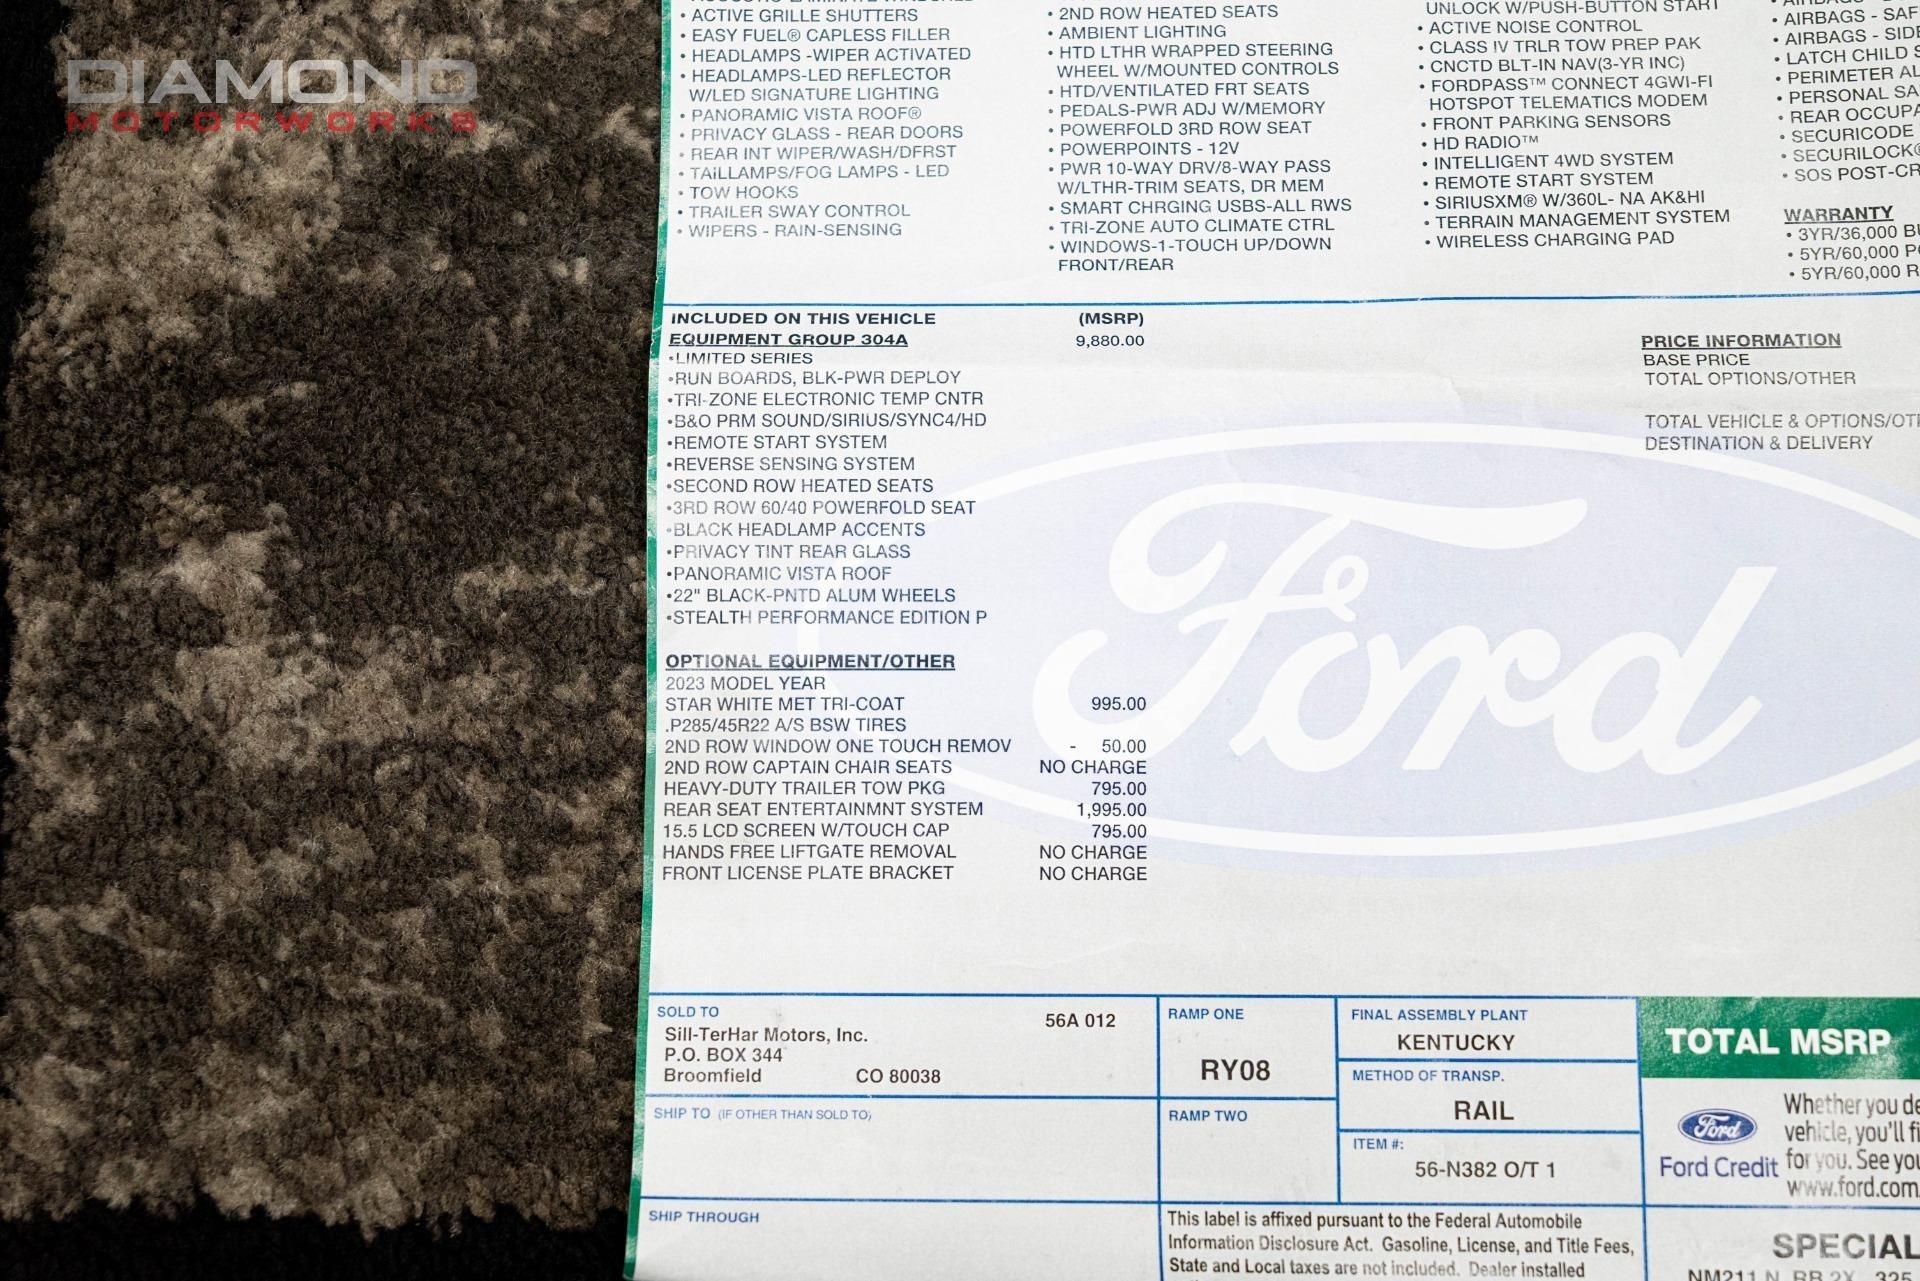 DIAMOND
MOTORWORKS
• ACTIVE GRILLE SHUTTERS
• EASY FUEL® CAPLESS FILLER
• HEADLAMPS -WIPER ACTIVATED
• HEADLAMPS-LED REFLECTOR
W/LED SIGNATURE LIGHTING
• PANORAMIC VISTA ROOF®
• PRIVACY GLASS - REAR DOORS
• REAR INT WIPER/WASH/DFRST
• TAILLAMPS/FOG LAMPS - LED
• TOW HOOKS
• TRAILER SWAY CONTROL
• WIPERS - RAIN-SENSING
• 2ND ROW HEATED SEATS
• AMBIENT LIGHTING
• HTD LTHR WRAPPED STEERING
WHEEL W/MOUNTED CONTROLS
• HTD/VENTILATED FRT SEATS
• PEDALS-PWR ADJ W/MEMORY
• POWERFOLD 3RD ROW SEAT
• POWERPOINTS - 12V
• PWR 10-WAY DRV/8-WAY PASS
W/LTHR-TRIM SEATS, DR MEM
• SMART CHRGING USBS-ALL RWS
• TRI-ZONE AUTO CLIMATE CTRL
• WINDOWS-1-TOUCH UP/DOWN
FRONT/REAR
UNLOCK W/PUSH-BUTTON START
• ACTIVE NOISE CONTROL
• CLASS IV TRLR TOW PREP PAK
• CNCTD BLT-IN NAV(3-YR INC)
• FORDPASS™ CONNECT 4GWI-FI
HOTSPOT TELEMATICS MODEM
• FRONT PARKING SENSORS
• HD RADIO™
• INTELLIGENT 4WD SYSTEM
• REMOTE START SYSTEM
• SIRIUSXM® W/360L- NA AK&HI
• TERRAIN MANAGEMENT SYSTEM
• WIRELESS CHARGING PAD
• AIRBAGS - SAF
• AIRBAGS - SIDE
• LATCH CHILD S
• PERIMETER AL
• PERSONAL SA
• REAR OCCUPA
• SECURICODE
• SECURILOCK®
• SOS POST-CR
WARRANTY
• 3YR/36,000 BU
• 5YR/60,000 PO
• 5YR/60,000 R
INCLUDED ON THIS VEHICLE (MSRP)
EQUIPMENT GROUP 304A 9,880.00
•LIMITED SERIES
•RUN BOARDS, BLK-PWR DEPLOY
•TRI-ZONE ELECTRONIC TEMP CNTR
•B&O PRM SOUND/SIRIUS/SYNC4/HD
•REMOTE START SYSTEM
•REVERSE SENSING SYSTEM
•SECOND ROW HEATED SEATS
•3RD ROW 60/40 POWERFOLD SEAT
•BLACK HEADLAMP ACCENTS
•PRIVACY TINT REAR GLASS
•PANORAMIC VISTA ROOF
•22" BLACK-PNTD ALUM WHEELS
•STEALTH PERFORMANCE EDITION P
PRICE INFORMATION
BASE PRICE
TOTAL OPTIONS/OTHER
TOTAL VEHICLE & OPTIONS/OTH
DESTINATION & DELIVERY
Ford
OPTIONAL EQUIPMENT/OTHER
2023 MODEL YEAR
STAR WHITE MET TRI-COAT 995.00
.P285/45R22 A/S BSW TIRES
2ND ROW WINDOW ONE TOUCH REMOV - 50.00
2ND ROW CAPTAIN CHAIR SEATS NO CHARGE
HEAVY-DUTY TRAILER TOW PKG 795.00
REAR SEAT ENTERTAINMNT SYSTEM 1,995.00
15.5 LCD SCREEN W/TOUCH CAP 795.00
HANDS FREE LIFTGATE REMOVAL NO CHARGE
FRONT LICENSE PLATE BRACKET NO CHARGE
SOLD TO
Sill-TerHar Motors, Inc. 56A 012
P.O. BOX 344
Broomfield CO 80038
SHIP TO (IF OTHER THAN SOLD TO)
SHIP THROUGH
RAMP ONE
RY08
RAMP TWO
FINAL ASSEMBLY PLANT
KENTUCKY
METHOD OF TRANSP.
RAIL
ITEM #:
56-N382 O/T 1
This label is affixed pursuant to the Federal Automobile
Information Disclosure Act. Gasoline, License, and Title Fees,
State and Local taxes are not included. Dealer installed
TOTAL MSRP
Ford
Ford Credit
Whether you de
vehicle, you'll fi
for you. See you
www.ford.com
SPECIAL